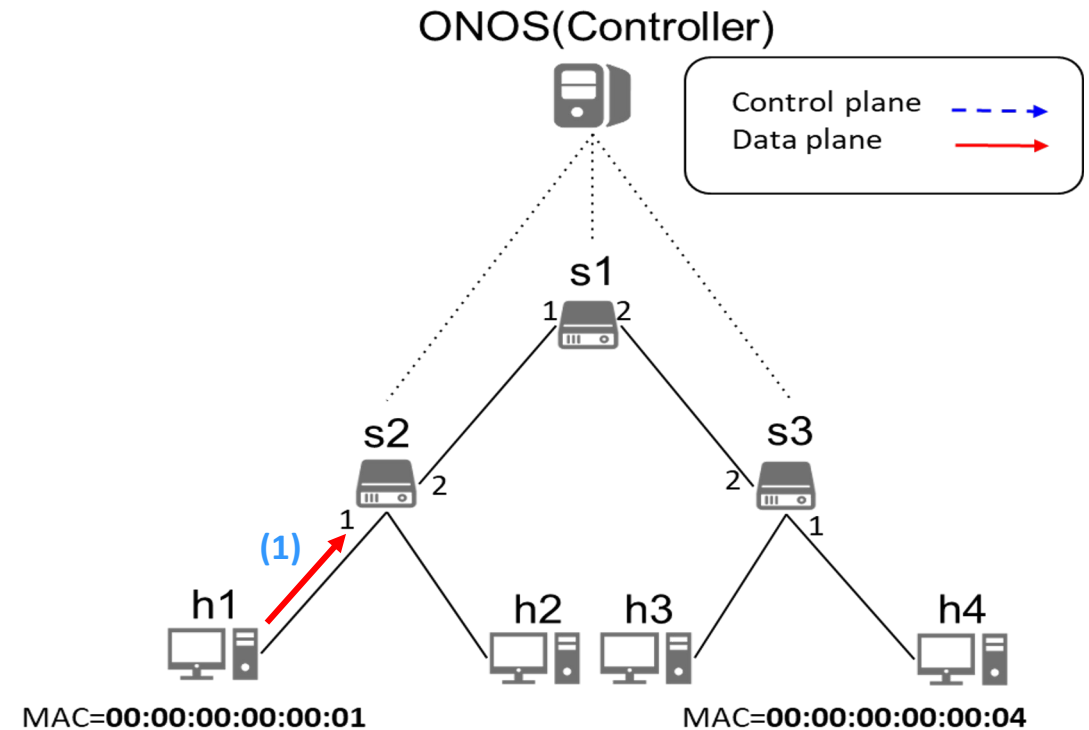 ONOS(Controller)
Control plane
Data plane
s1
1 2
s2
s3
2
2
1
1
(1)
h1
h2
h3
h4
MAC=00:00:00:00:00:01
MAC=00:00:00:00:00:04